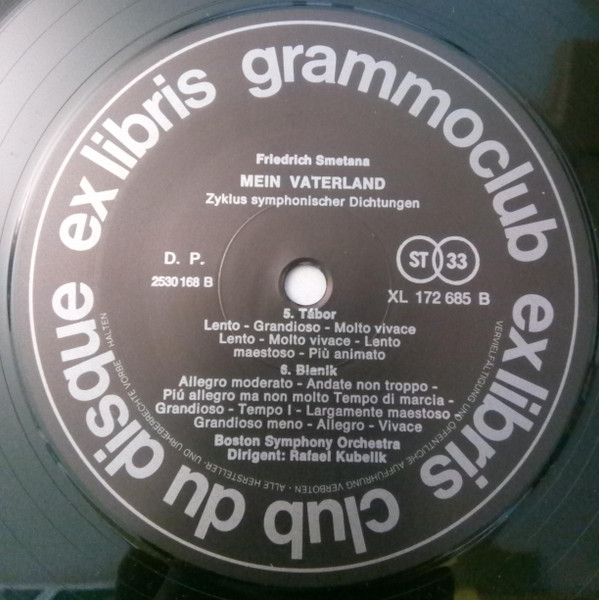 ex libris grammoclub ex libris club du disque
Friedrich Smetana
MEIN VATERLAND
Zyklus symphonischer Dichtungen
D. P.
2530 168 B
ST 33
XL 172 685 B
5. Tábor
Lento - Grandioso - Molto vivace
Lento - Molto vivace - Lento
maestoso - Più animato
6. Blanik
Allegro moderato - Andate non troppo -
Piú allegro ma non molto Tempo di marcia -
Grandioso - Tempo I - Largamente maestoso
Grandioso meno - Allegro - Vivace
Boston Symphony Orchestra
Dirigent: Rafael Kubelik
ALLE HERSTELLER- UND URHEBERRECHTE VORBEHALTEN
VERVIELFÄLTIGUNG UND ÖFFENTLICHE AUFFÜHRUNG VERBOTEN -